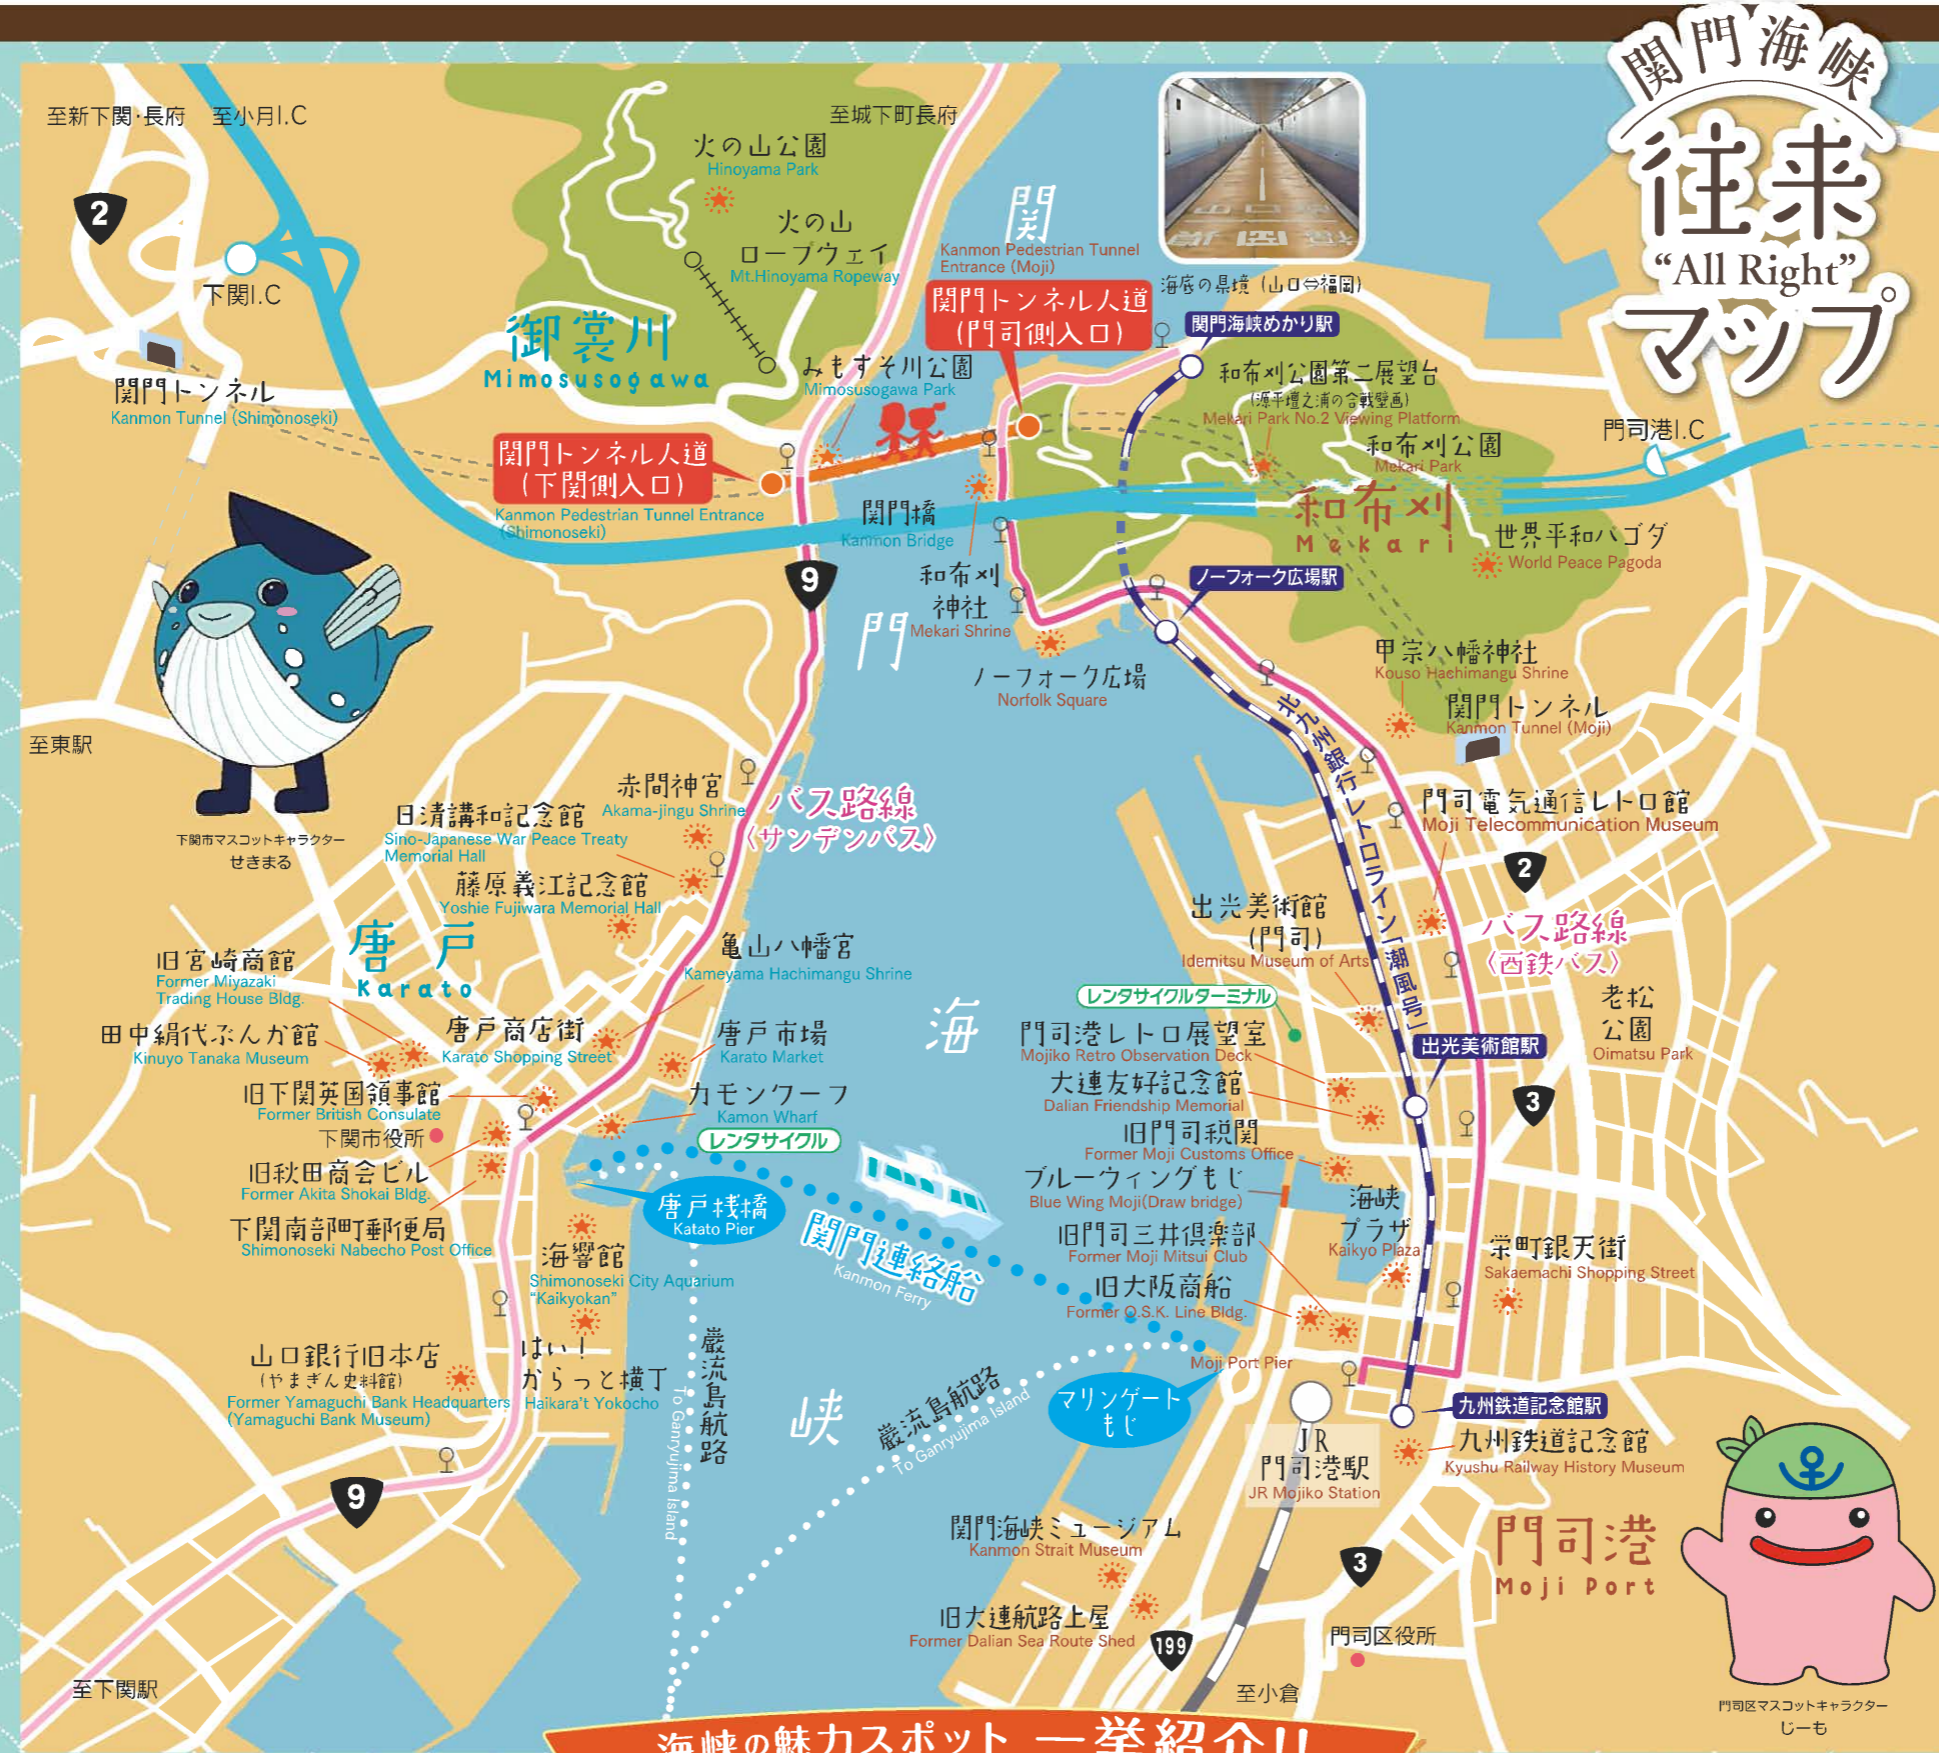 関門海峡
往来
“All Right”
マップ
至新下関・長府
至小月I.C
至城下町長府
2
下関I.C
火の山公園
Hinoyama Park
火の山
ロープウェイ
Mt.Hinoyama Ropeway
関
Kanmon Pedestrian Tunnel
Entrance (Moji)
関門トンネル人道
(門司側入口)
海底の県境 (山口⇔福岡)
関門海峡めかり駅
御裳川
Mimosusogawa
みもすそ川公園
Mimosusogawa Park
関門トンネル
Kanmon Tunnel (Shimonoseki)
和布刈公園第二展望台
(源平壇之浦の合戦壁画)
Mekari Park No.2 Viewing Platform
和布刈公園
Mekari Park
門司港I.C
関門トンネル人道
(下関側入口)
Kanmon Pedestrian Tunnel Entrance
(Shimonoseki)
関門橋
Kanmon Bridge
和布刈
Mekari
世界平和パゴダ
World Peace Pagoda
9
和布刈
神社
Mekari Shrine
ノーフォーク広場駅
門
ノーフォーク広場
Norfolk Square
甲宗八幡神社
Kouso Hachimangu Shrine
関門トンネル
Kanmon Tunnel (Moji)
北九州銀行レトロライン「潮風号」
至東駅
下関市マスコットキャラクター
せきまる
赤間神宮
Akama-jingu Shrine
日清講和記念館
Sino-Japanese War Peace Treaty
Memorial Hall
バス路線
〈サンデンバス〉
門司電気通信レトロ館
Moji Telecommunication Museum
2
藤原義江記念館
Yoshie Fujiwara Memorial Hall
唐戸
Karato
旧宮崎商館
Former Miyazaki
Trading House Bldg.
亀山八幡宮
Kameyama Hachimangu Shrine
出光美術館
(門司)
Idemitsu Museum of Arts
バス路線
〈西鉄バス〉
レンタサイクルターミナル
老松
公園
Oimatsu Park
海
田中絹代ぶんか館
Kinuyo Tanaka Museum
唐戸商店街
Karato Shopping Street
唐戸市場
Karato Market
門司港レトロ展望室
Mojiko Retro Observation Deck
出光美術館駅
旧下関英国領事館
Former British Consulate
カモンワーフ
Kamon Wharf
大連友好記念館
Dalian Friendship Memorial
3
下関市役所
レンタサイクル
旧門司税関
Former Moji Customs Office
旧秋田商会ビル
Former Akita Shokai Bldg.
唐戸桟橋
Katato Pier
ブルーウィングもじ
Blue Wing Moji(Draw bridge)
海峡
プラザ
Kaikyo Plaza
下関南部町郵便局
Shimonoseki Nabecho Post Office
関門連絡船
Kanmon Ferry
旧門司三井倶楽部
Former Moji Mitsui Club
栄町銀天街
Sakaemachi Shopping Street
海響館
Shimonoseki City Aquarium
“Kaikyokan”
旧大阪商船
Former O.S.K. Line Bldg.
山口銀行旧本店
(やまぎん史料館)
Former Yamaguchi Bank Headquarters
(Yamaguchi Bank Museum)
はい!
からっと横丁
Haikara't Yokocho
巌流島航路
To Ganryujima Island
峡
巌流島航路
To Ganryujima Island
Moji Port Pier
マリンゲート
もじ
九州鉄道記念館駅
九州鉄道記念館
Kyushu Railway History Museum
JR
門司港駅
JR Mojiko Station
9
関門海峡ミュージアム
Kanmon Strait Museum
門司港
Moji Port
3
旧大連航路上屋
Former Dalian Sea Route Shed
199
門司区役所
至下関駅
至小倉
門司区マスコットキャラクター
じーも
海峡の魅力スポット 一挙紹介!!